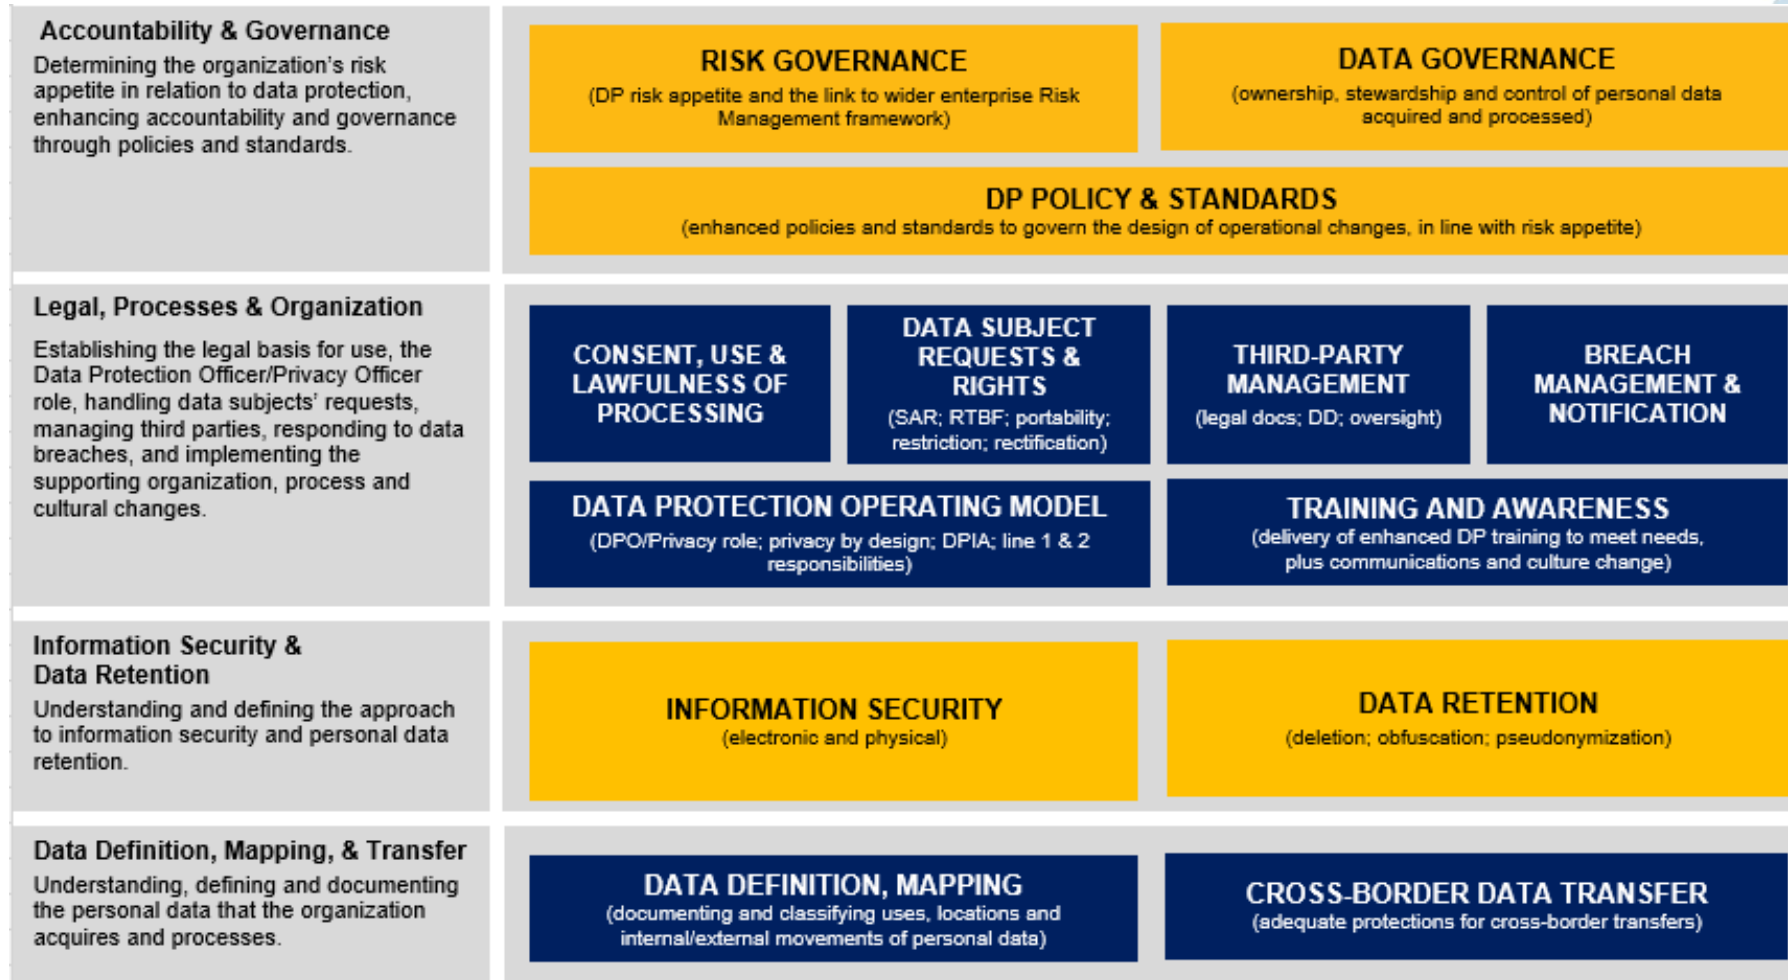 Accountability & Governance
Determining the organization's risk
appetite in relation to data protection,
enhancing accountability and governance
through policies and standards.
RISK GOVERNANCE
(DP risk appetite and the link to wider enterprise Risk
Management framework)
DATA GOVERNANCE
(ownership, stewardship and control of personal data
acquired and processed)
DP POLICY & STANDARDS
(enhanced policies and standards to govern the design of operational changes, in line with risk appetite)
Legal, Processes & Organization
Establishing the legal basis for use, the
Data Protection Officer/Privacy Officer
role, handling data subjects' requests,
managing third parties, responding to data
breaches, and implementing the
supporting organization, process and
cultural changes.
CONSENT, USE &
LAWFULNESS OF
PROCESSING
DATA SUBJECT
REQUESTS &
RIGHTS
(SAR; RTBF; portability;
restriction; rectification)
THIRD-PARTY
MANAGEMENT
(legal docs; DD; oversight)
BREACH
MANAGEMENT &
NOTIFICATION
DATA PROTECTION OPERATING MODEL
(DPO/Privacy role; privacy by design; DPIA; line 1 & 2
responsibilities)
TRAINING AND AWARENESS
(delivery of enhanced DP training to meet needs,
plus communications and culture change)
Information Security &
Data Retention
Understanding and defining the approach
to information security and personal data
retention.
INFORMATION SECURITY
(electronic and physical)
DATA RETENTION
(deletion; obfuscation; pseudonymization)
Data Definition, Mapping, & Transfer
Understanding, defining and documenting
the personal data that the organization
acquires and processes.
DATA DEFINITION, MAPPING
(documenting and classifying uses, locations and
internal/external movements of personal data)
CROSS-BORDER DATA TRANSFER
(adequate protections for cross-border transfers)